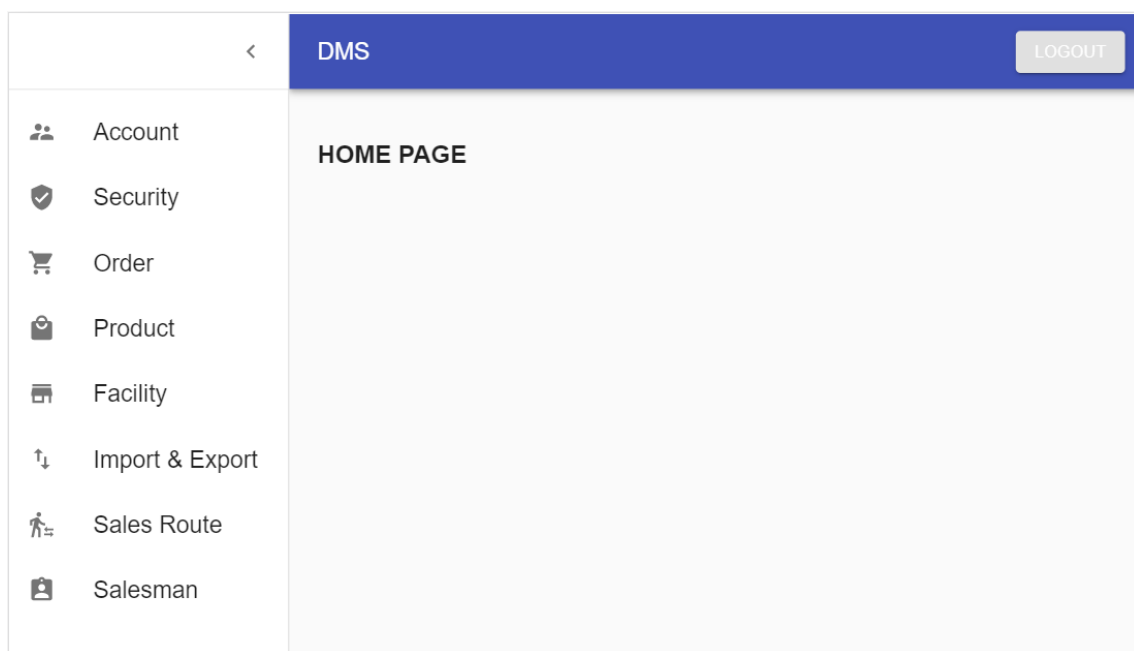 DMS
LOGOUT
Account
Security
Order
Product
Facility
Import & Export
Sales Route
Salesman
HOME PAGE